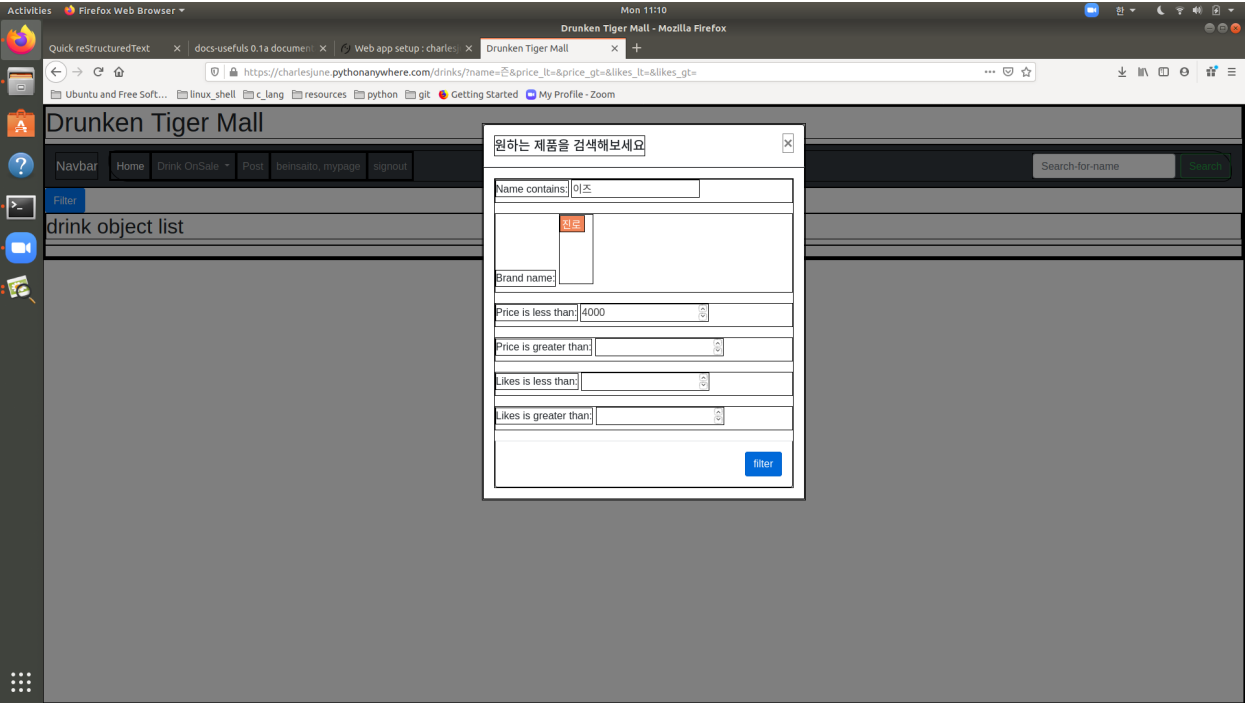 Activities Firefox Web Browser Mon 11:10 한
Drunken Tiger Mall - Mozilla Firefox
Quick reStructuredText docs-usefuls 0.1a document Web app setup : charlesj Drunken Tiger Mall
https://charlesjune.pythonanywhere.com/drinks/?name=존&price_lt=&price_gt=&likes_lt=&likes_gt=
Ubuntu and Free Soft... linux_shell c_lang resources python git Getting Started My Profile - Zoom
Drunken Tiger Mall
Navbar Home Drink OnSale Post beinsaito, mypage signout Search-for-name Search
Filter
drink object list
원하는 제품을 검색해보세요 ×
Name contains: 이즈
진로
Brand name:
Price is less than: 4000
Price is greater than:
Likes is less than:
Likes is greater than:
filter